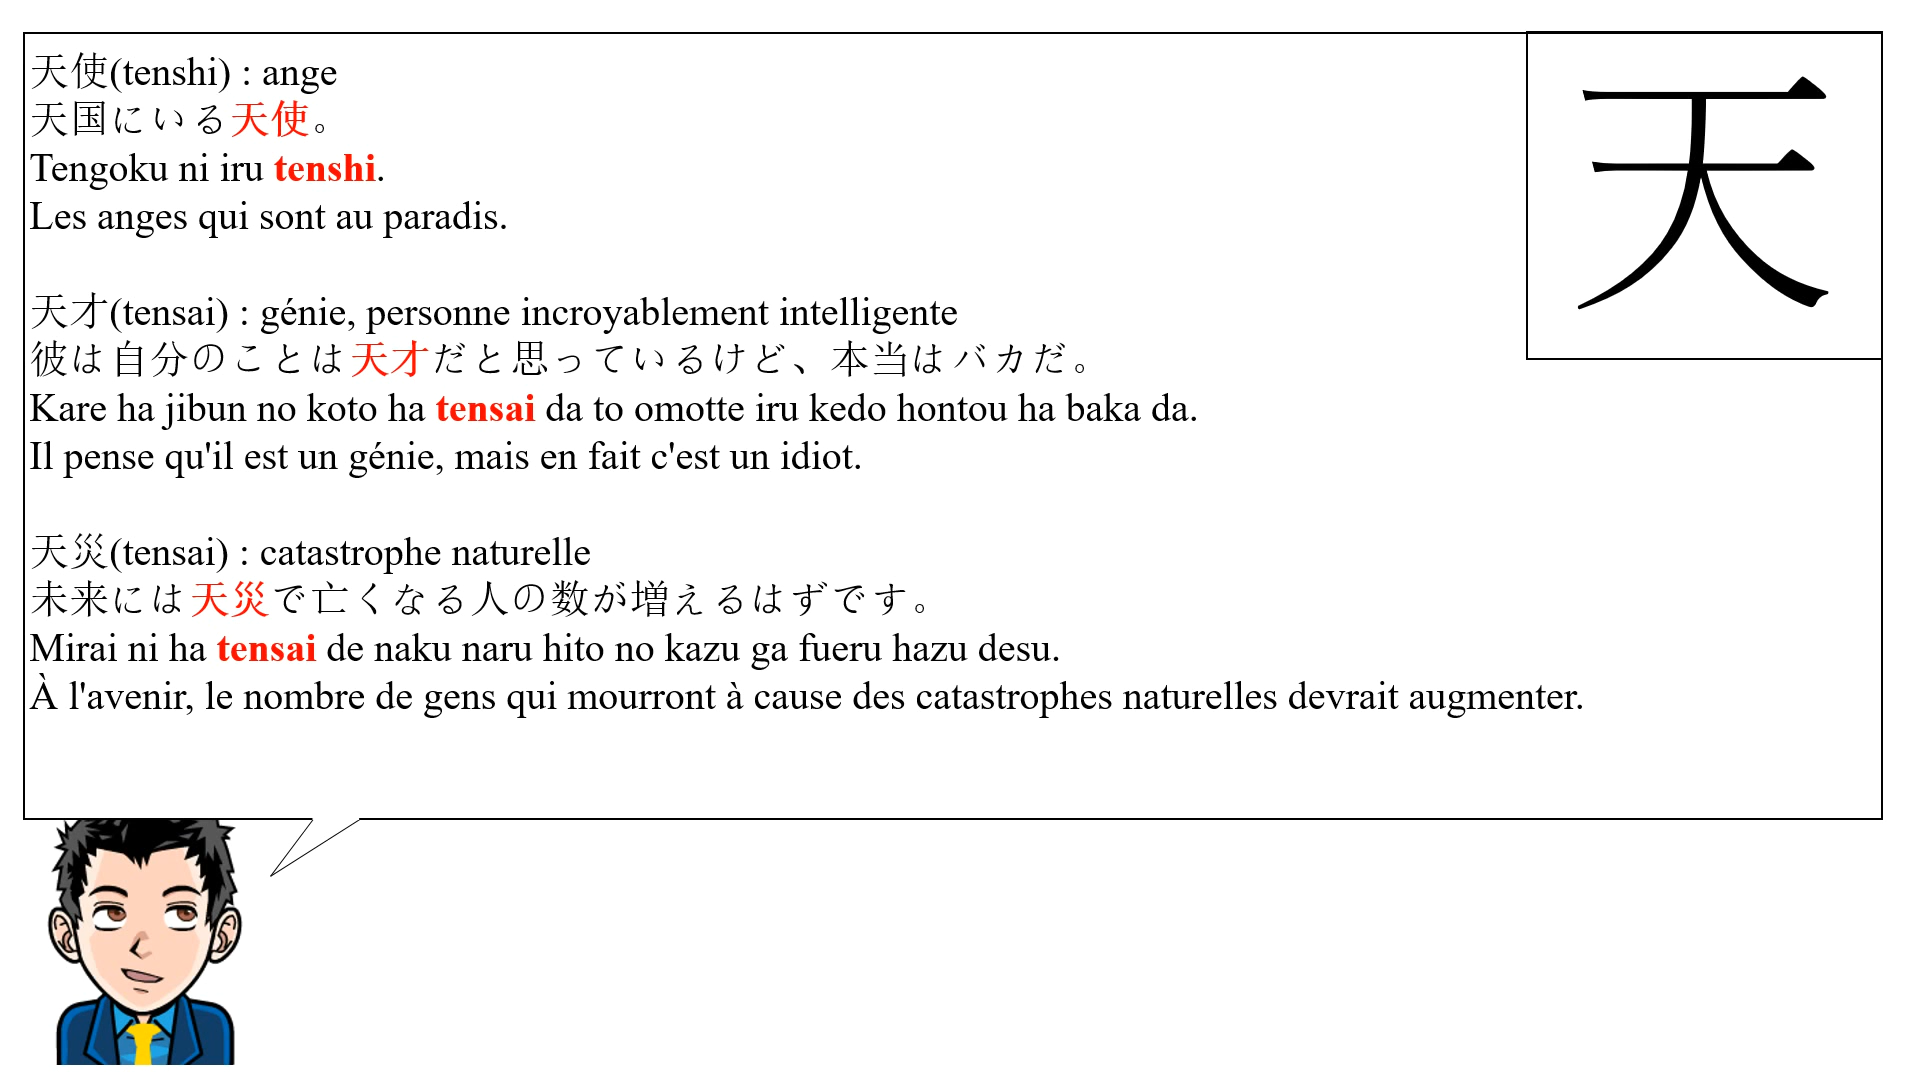 天使(tenshi) : ange
天国にいる天使。
Tengoku ni iru tenshi.
Les anges qui sont au paradis.
天才(tensai) : génie, personne incroyablement intelligente
彼は自分のことは天才だと思っているけど、本当はバカだ。
Kare ha jibun no koto ha tensai da to omotte iru kedo hontou ha baka da.
Il pense qu'il est un génie, mais en fait c'est un idiot.
天災(tensai) : catastrophe naturelle
未来には天災で亡くなる人の数が増えるはずです。
Mirai ni ha tensai de naku naru hito no kazu ga fueru hazu desu.
À l'avenir, le nombre de gens qui mourront à cause des catastrophes naturelles devrait augmenter.
天